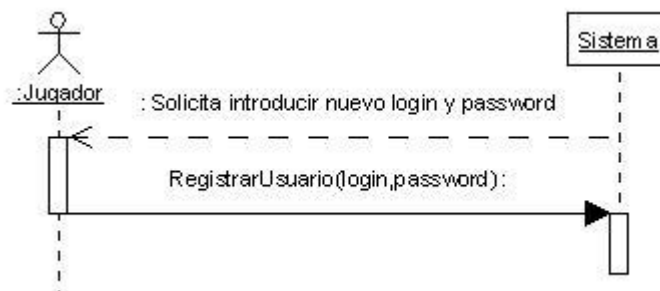 Sistema
:Jugador
: Solicita introducir nuevo login y password
RegistrarUsuario(login,password):